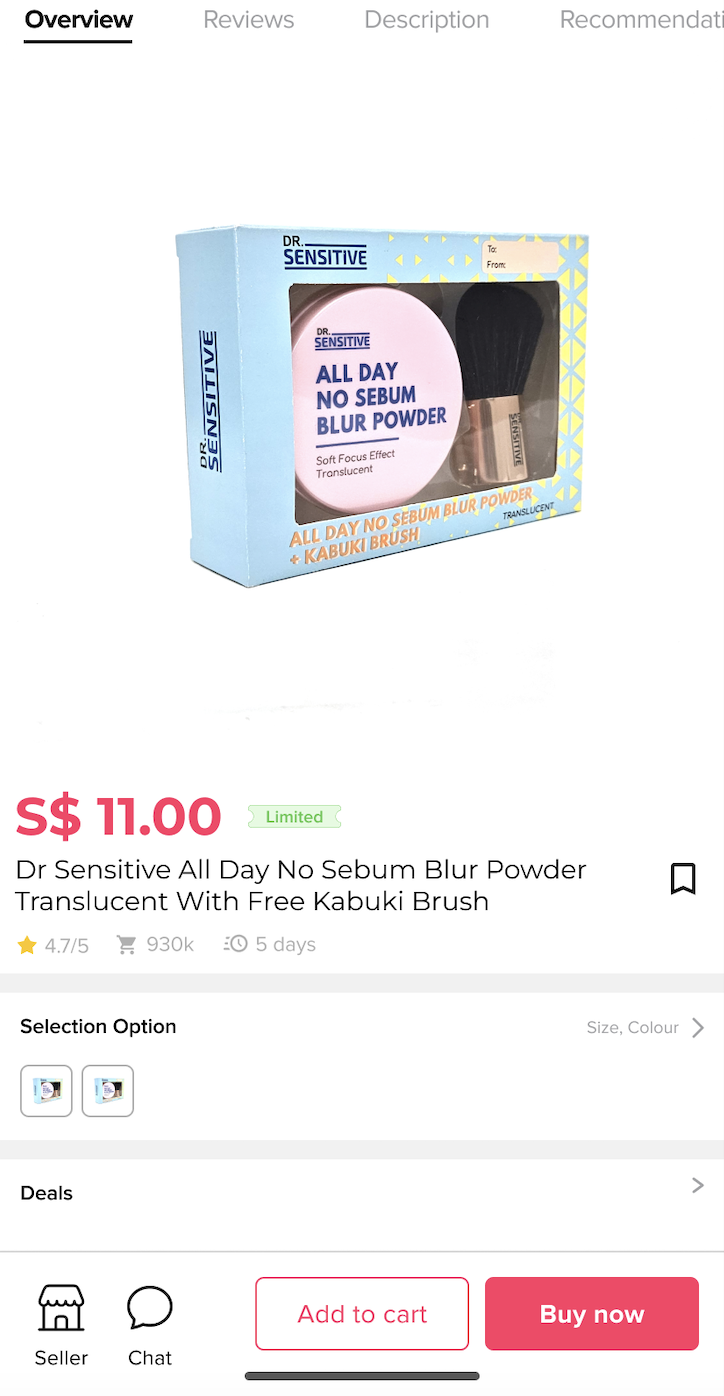 Overview Reviews Description Recommendati
DR.
SENSITIVE
To:
From:
DR.
SENSITIVE
DR.
SENSITIVE
ALL DAY
NO SEBUM
BLUR POWDER
Soft Focus Effect
Translucent
DR.
SENSITIVE
ALL DAY NO SEBUM BLUR POWDER
+ KABUKI BRUSH
TRANSLUCENT
S$ 11.00 Limited
Dr Sensitive All Day No Sebum Blur Powder
Translucent With Free Kabuki Brush
4.7/5 930k 5 days
Selection Option Size, Colour
Deals
Add to cart Buy now
Seller Chat